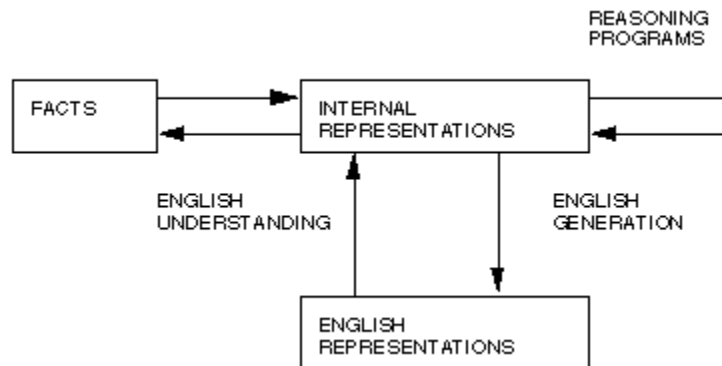 REASONING
PROGRAMS
FACTS
INTERNAL
REPRESENTATIONS
ENGLISH
UNDERSTANDING
ENGLISH
GENERATION
ENGLISH
REPRESENTATIONS